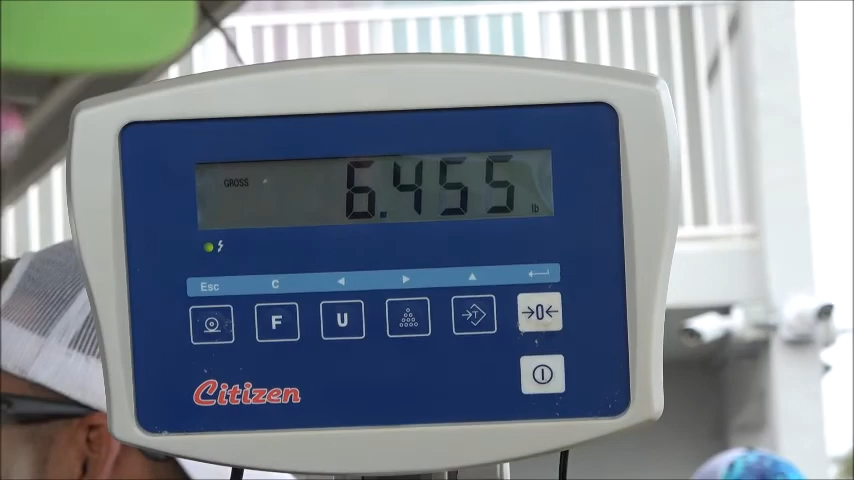 GROSS 6.455 lb
Esc C
F U T →0←
Citizen